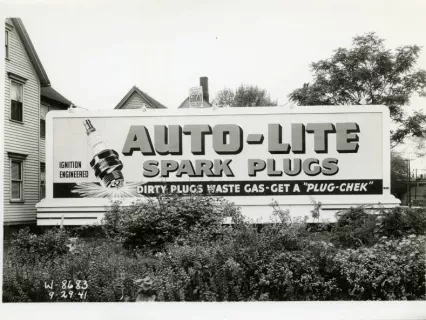 AUTO-LITE
IGNITION
ENGINEERED
SPARK PLUGS
DIRTY PLUGS WASTE GAS-GET A "PLUG-CHEK"
W-8683
9-29-41